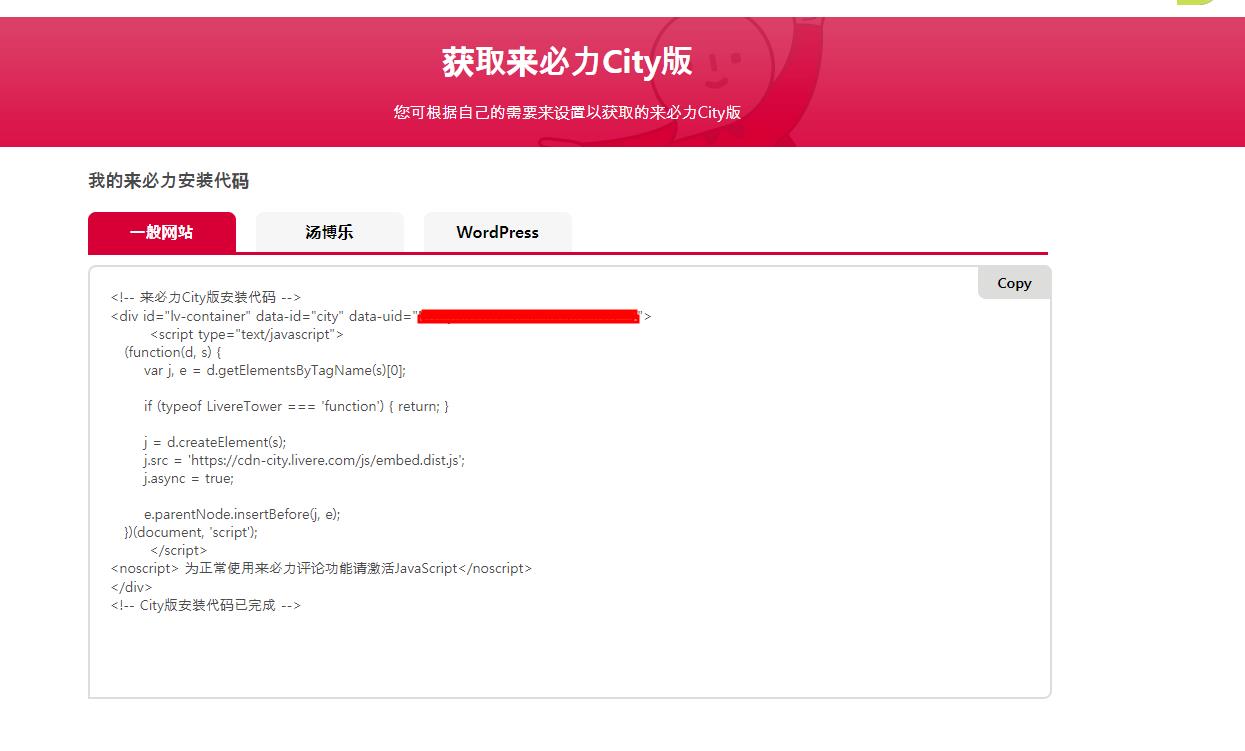 获取来必力City版
您可根据自己的需要来设置以获取的来必力City版
我的来必力安装代码
一般网站
汤博乐
WordPress
Copy
<!-- 来必力City版安装代码 -->
<div id="lv-container" data-id="city" data-uid="">
<script type="text/javascript">
(function(d, s) {
var j, e = d.getElementsByTagName(s)[0];
if (typeof LivereTower === 'function') { return; }
j = d.createElement(s);
j.src = 'https://cdn-city.livere.com/js/embed.dist.js';
j.async = true;
e.parentNode.insertBefore(j, e);
})(document, 'script');
</script>
<noscript> 为正常使用来必力评论功能请激活JavaScript</noscript>
</div>
<!-- City版安装代码已完成 -->